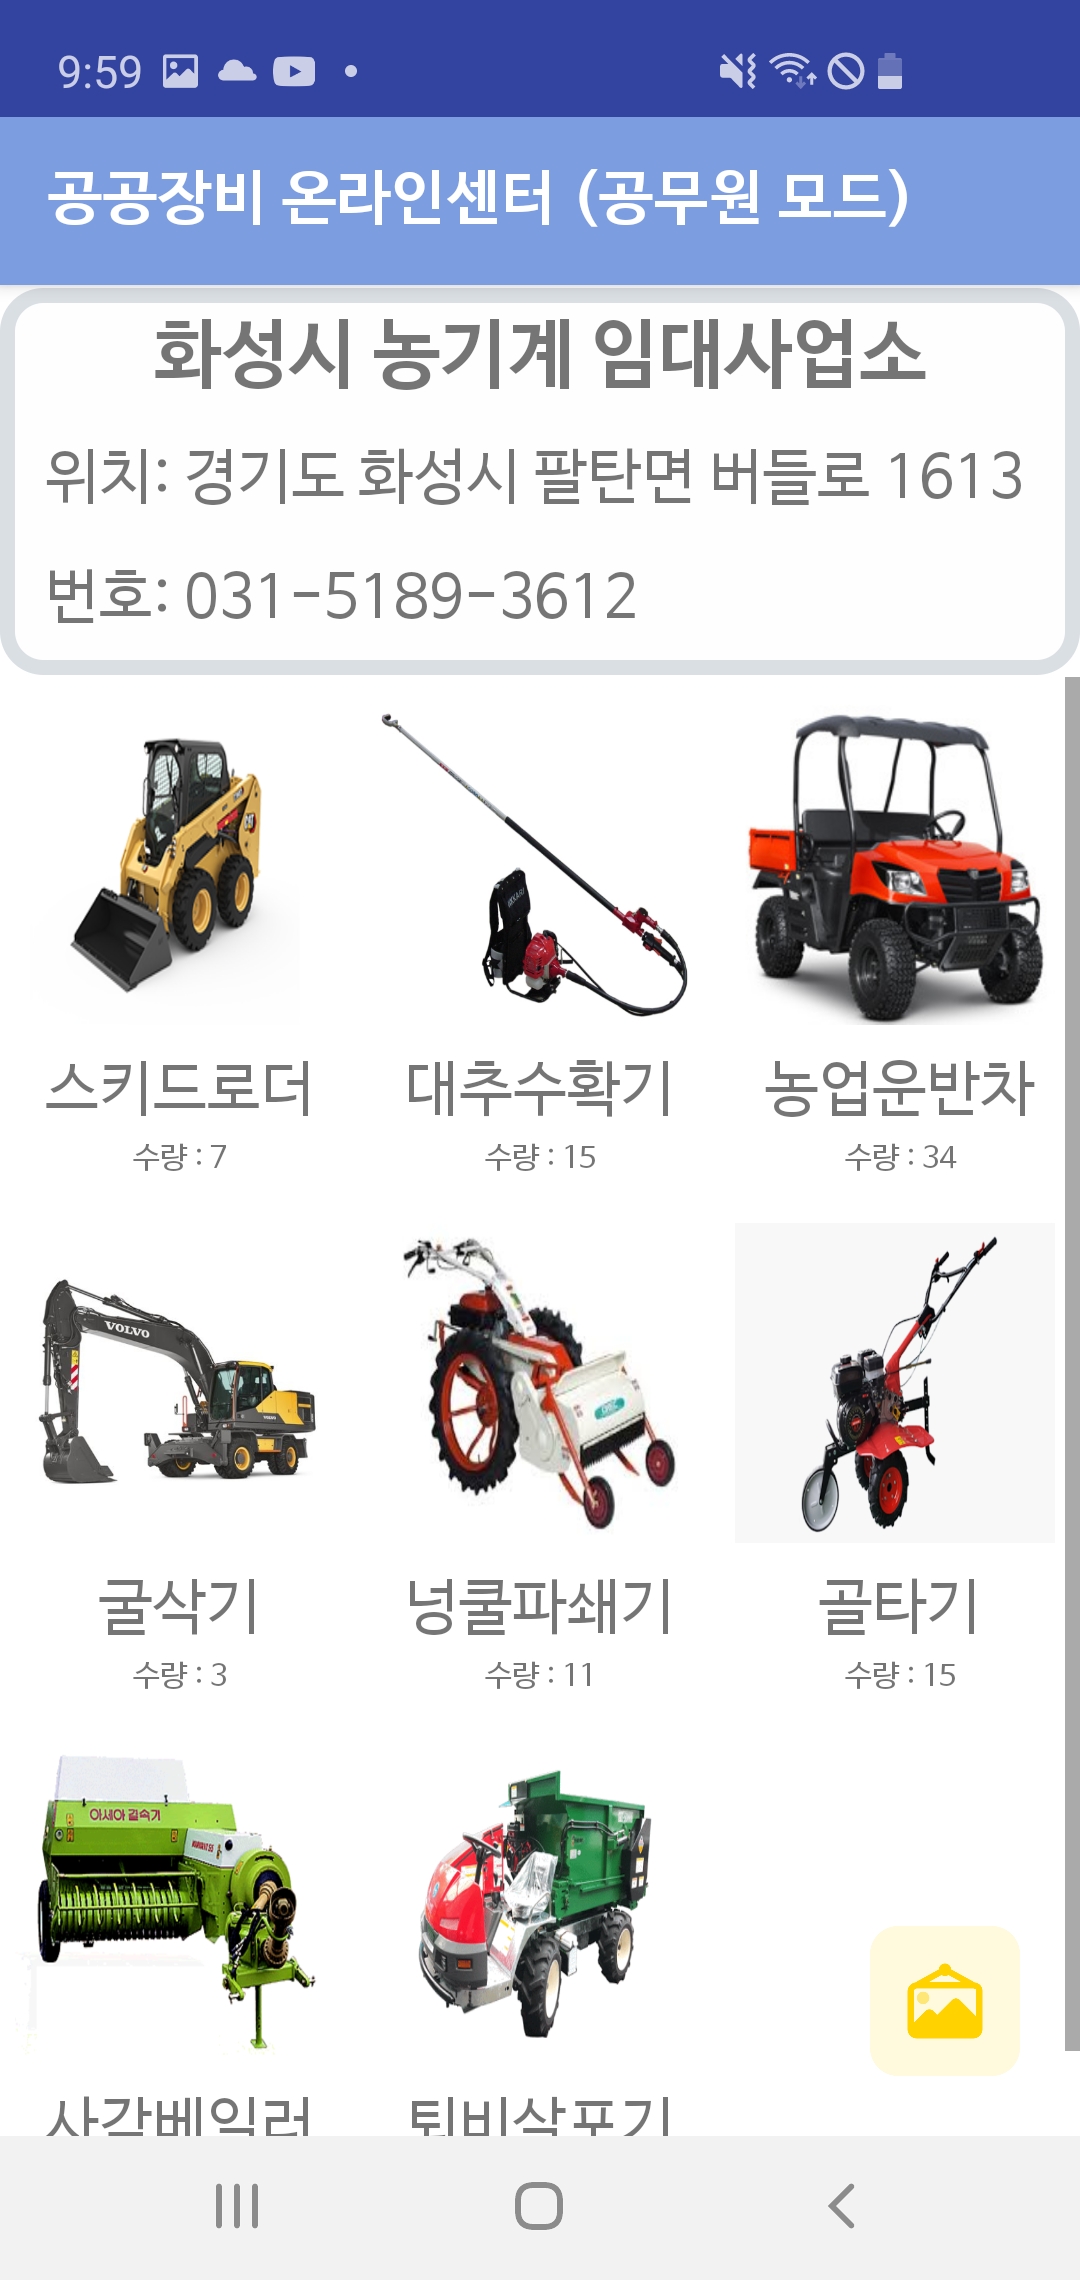 9:59
공공장비 온라인센터 (공무원 모드)
화성시 농기계 임대사업소
위치: 경기도 화성시 팔탄면 버들로 1613
번호: 031-5189-3612
스키드로더 대추수확기 농업운반차
수량 : 7 수량 : 15 수량 : 34
VOLVO
굴삭기 넝쿨파쇄기 골타기
수량 : 3 수량 : 11 수량 : 15
아세아 길속기
사각베일러 퇴비살포기